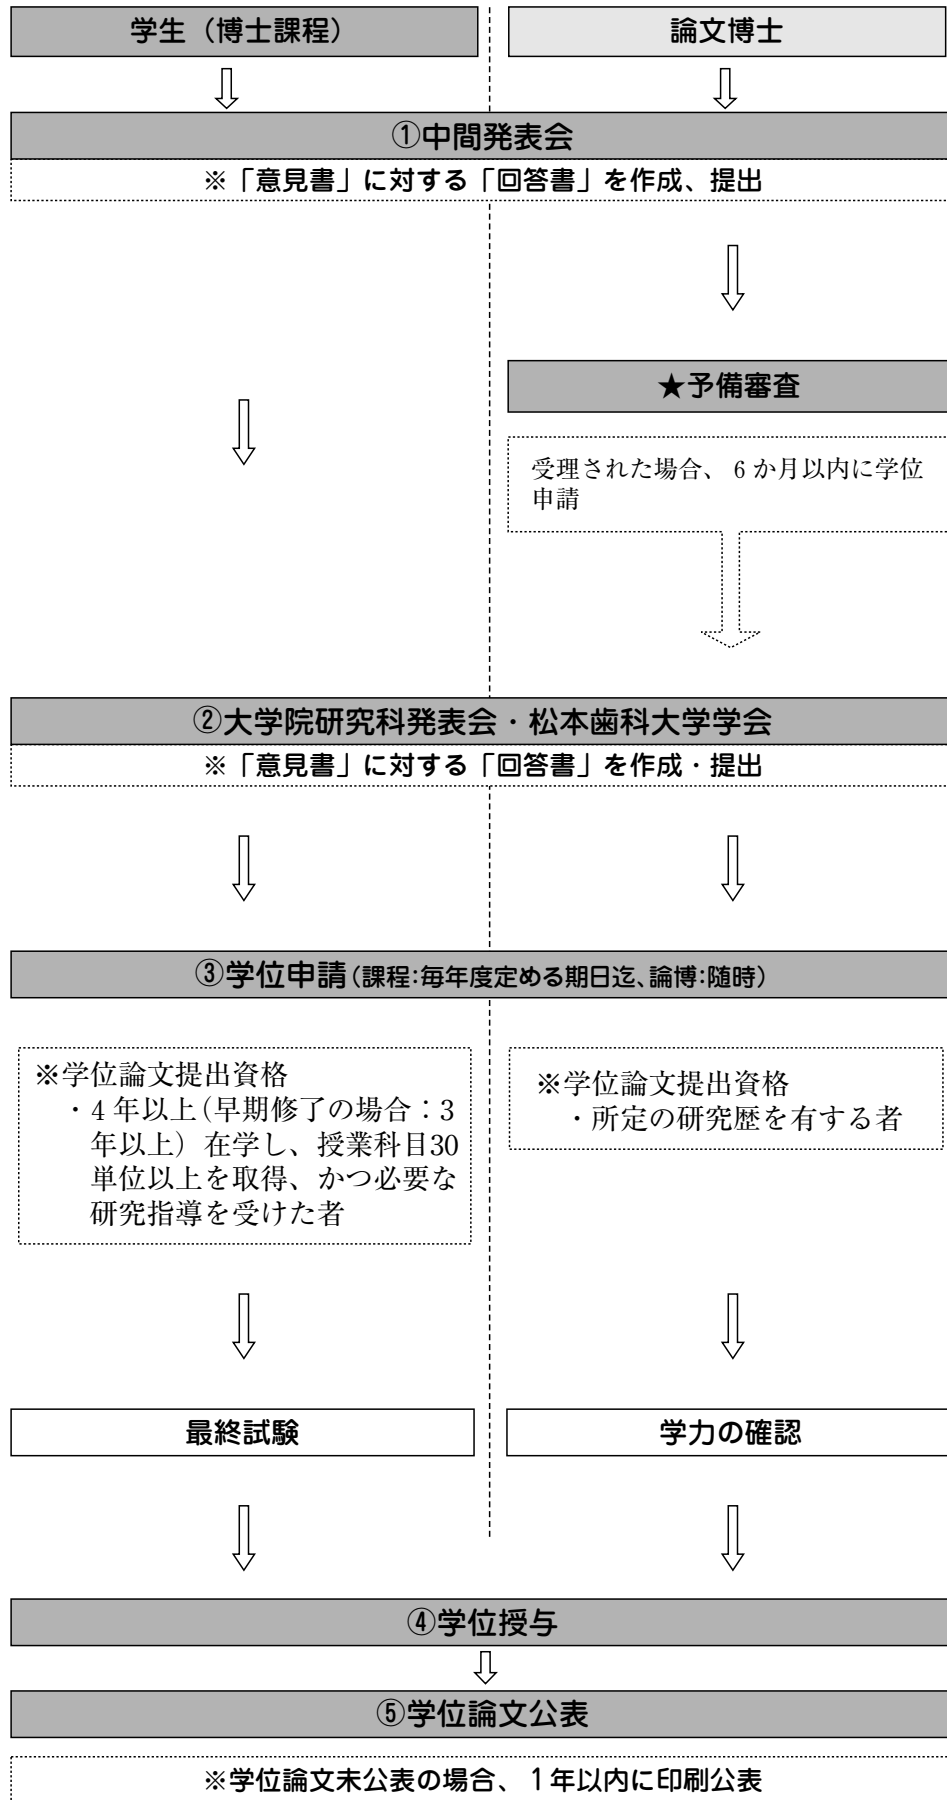 学生（博士課程）
論文博士
①中間発表会
※「意見書」に対する「回答書」を作成、提出
★予備審査
受理された場合、6か月以内に学位
申請
②大学院研究科発表会・松本歯科大学学会
※「意見書」に対する「回答書」を作成・提出
③学位申請（課程：毎年度定める期日迄、論博：随時）
※学位論文提出資格
・4年以上（早期修了の場合：3
年以上）在学し、授業科目30
単位以上を取得、かつ必要な
研究指導を受けた者
※学位論文提出資格
・所定の研究歴を有する者
最終試験
学力の確認
④学位授与
⑤学位論文公表
※学位論文未公表の場合、1年以内に印刷公表